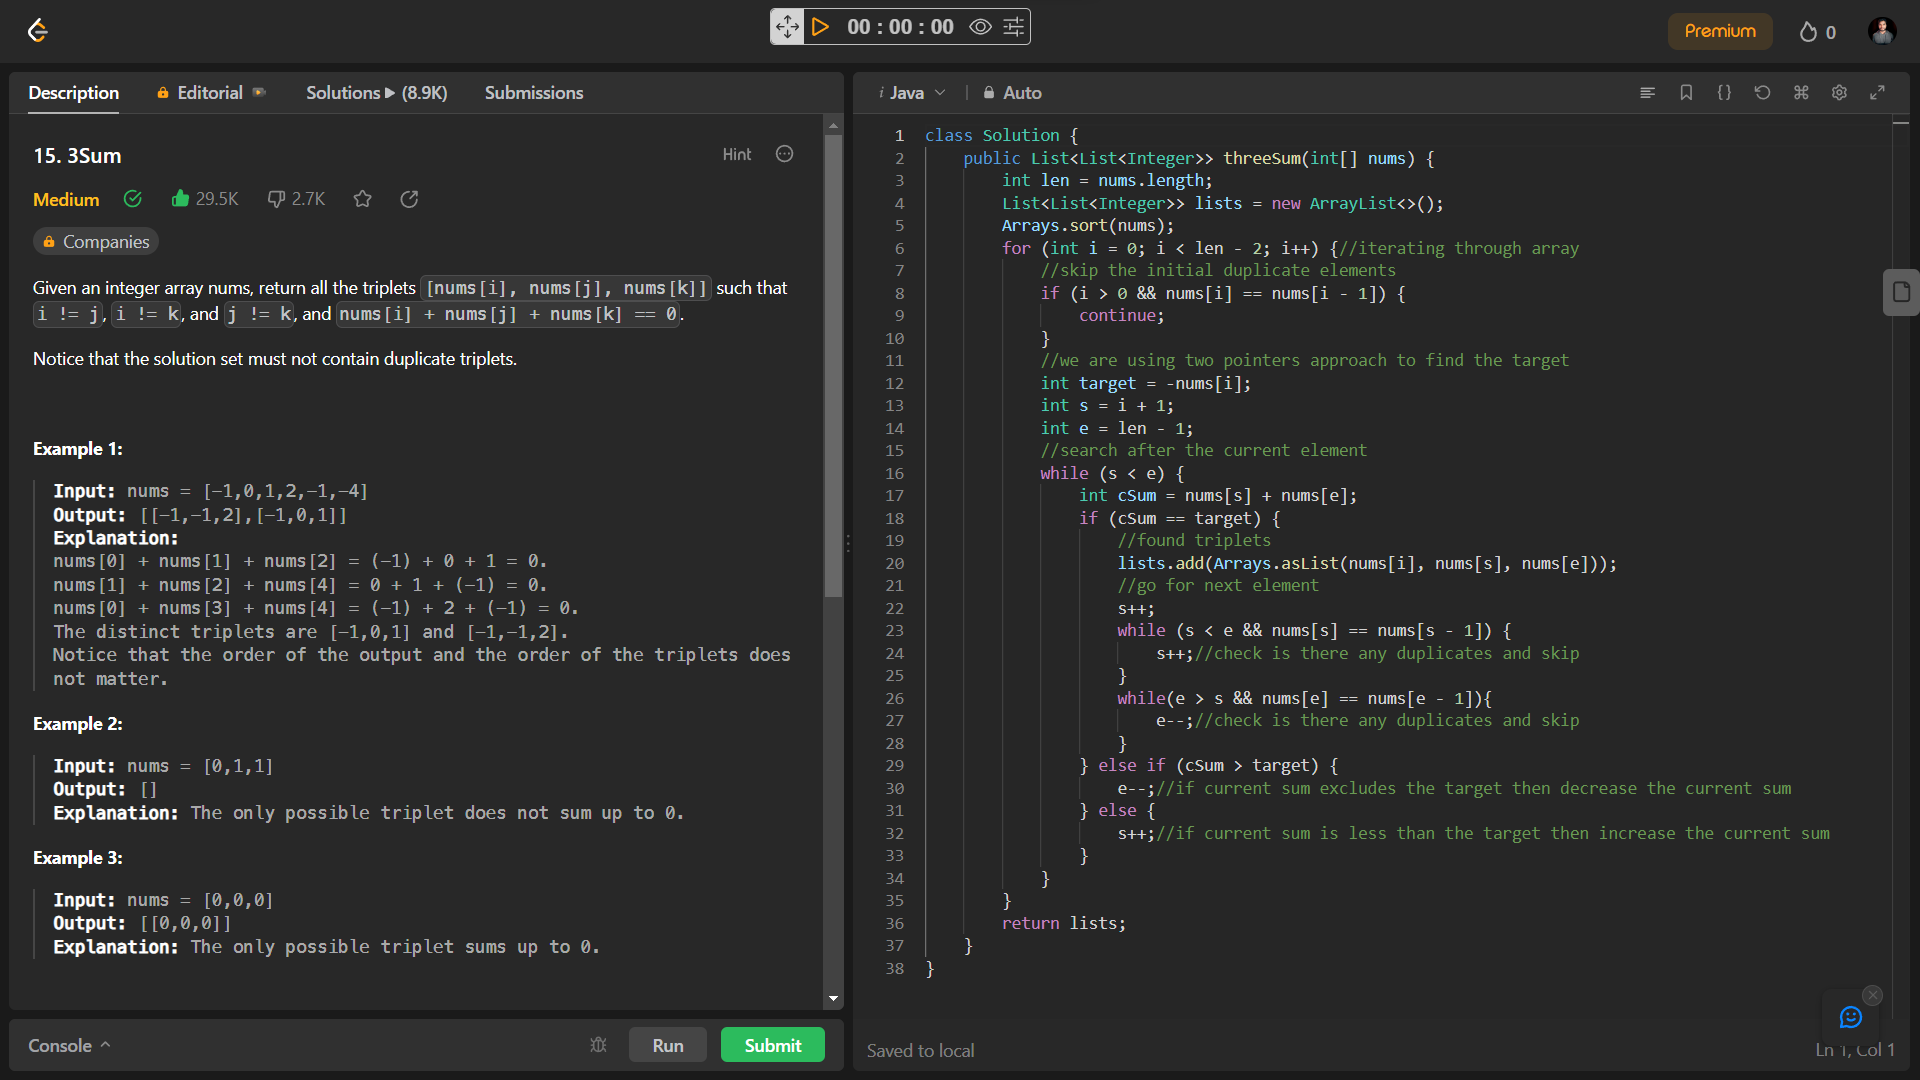 00 : 00 : 00
Premium
0
Description
Editorial
Solutions (8.9K)
Submissions
15. 3Sum
Hint
Medium
29.5K
2.7K
Companies
Given an integer array nums, return all the triplets [nums[i], nums[j], nums[k]] such that
i != j, i != k, and j != k, and nums[i] + nums[j] + nums[k] == 0.
Notice that the solution set must not contain duplicate triplets.
Example 1:
Input: nums = [-1,0,1,2,-1,-4]
Output: [[-1,-1,2],[-1,0,1]]
Explanation:
nums[0] + nums[1] + nums[2] = (-1) + 0 + 1 = 0.
nums[1] + nums[2] + nums[4] = 0 + 1 + (-1) = 0.
nums[0] + nums[3] + nums[4] = (-1) + 2 + (-1) = 0.
The distinct triplets are [-1,0,1] and [-1,-1,2].
Notice that the order of the output and the order of the triplets does
not matter.
Example 2:
Input: nums = [0,1,1]
Output: []
Explanation: The only possible triplet does not sum up to 0.
Example 3:
Input: nums = [0,0,0]
Output: [[0,0,0]]
Explanation: The only possible triplet sums up to 0.
Console
Run
Submit
i Java
Auto
1 class Solution {
2 public List<List<Integer>> threeSum(int[] nums) {
3 int len = nums.length;
4 List<List<Integer>> lists = new ArrayList<>();
5 Arrays.sort(nums);
6 for (int i = 0; i < len - 2; i++) {//iterating through array
7 //skip the initial duplicate elements
8 if (i > 0 && nums[i] == nums[i - 1]) {
9 continue;
10 }
11 //we are using two pointers approach to find the target
12 int target = -nums[i];
13 int s = i + 1;
14 int e = len - 1;
15 //search after the current element
16 while (s < e) {
17 int cSum = nums[s] + nums[e];
18 if (cSum == target) {
19 //found triplets
20 lists.add(Arrays.asList(nums[i], nums[s], nums[e]));
21 //go for next element
22 s++;
23 while (s < e && nums[s] == nums[s - 1]) {
24 s++;//check is there any duplicates and skip
25 }
26 while(e > s && nums[e] == nums[e - 1]){
27 e--;//check is there any duplicates and skip
28 }
29 } else if (cSum > target) {
30 e--;//if current sum excludes the target then decrease the current sum
31 } else {
32 s++;//if current sum is less than the target then increase the current sum
33 }
34 }
35 }
36 return lists;
37 }
38 }
Saved to local
Ln 1, Col 1